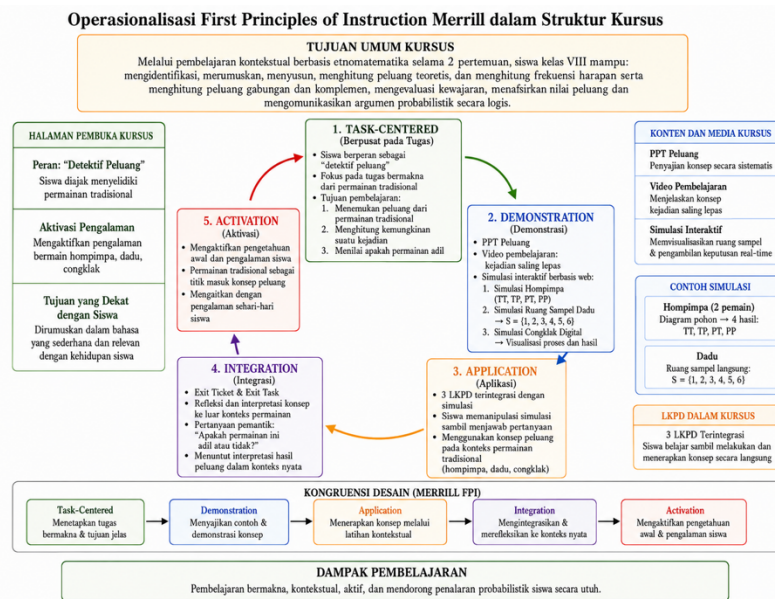 Operasionalisasi First Principles of Instruction Merrill dalam Struktur Kursus
TUJUAN UMUM KURSUS
Melalui pembelajaran kontekstual berbasis etnomatematika selama 2 pertemuan, siswa kelas VIII mampu:
mengidentifikasi, merumuskan, menyusun, menghitung peluang teoretis, dan menghitung frekuensi harapan serta
menghitung peluang gabungan dan komplemen, mengevaluasi kewajaran, menafsirkan nilai peluang dan
mengomunikasikan argumen probabilistik secara logis.
HALAMAN PEMBUKA KURSUS
Peran: “Detektif Peluang”
Siswa diajak menyelidiki
permainan tradisional
Aktivasi Pengalaman
Mengaktifkan pengalaman
bermain hompimpa, dadu,
congklak
Tujuan yang Dekat
dengan Siswa
Dirumuskan dalam bahasa
yang sederhana dan relevan
dengan kehidupan siswa
1. TASK-CENTERED
(Berpusat pada Tugas)
• Siswa berperan sebagai
“detektif peluang”
• Fokus pada tugas bermakna
dari permainan tradisional
• Tujuan pembelajaran:
1. Menemukan peluang dari
permainan tradisional
2. Menghitung kemungkinan
suatu kejadian
3. Menilai apakah permainan adil
2. DEMONSTRATION
(Demonstrasi)
• PPT Peluang
• Video pembelajaran:
kejadian saling lepas
• Simulasi interaktif berbasis web:
1. Simulasi Hompimpa
(TT, TP, PT, PP)
2. Simulasi Ruang Sampel Dadu
→ S = {1, 2, 3, 4, 5, 6}
3. Simulasi Congklak Digital
→ Visualisasi proses dan hasil
3. APPLICATION
(Aplikasi)
• 3 LKPD terintegrasi dengan
simulasi
• Siswa memanipulasi simulasi
sambil menjawab pertanyaan
• Menggunakan konsep peluang
pada konteks permainan
tradisional
(hompimpa, dadu, congklak)
4. INTEGRATION
(Integrasi)
• Exit Ticket & Exit Task
• Refleksi dan interpretasi konsep
ke luar konteks permainan
• Pertanyaan pemantik:
“Apakah permainan ini
adil atau tidak?”
• Menuntut interpretasi hasil
peluang dalam konteks nyata
5. ACTIVATION
(Aktivasi)
• Mengaktifkan pengetahuan
awal dan pengalaman siswa
• Permainan tradisional sebagai
titik masuk konsep peluang
• Mengaitkan dengan
pengalaman sehari-hari
siswa
KONTEN DAN MEDIA KURSUS
PPT Peluang
Penyajian konsep secara sistematis
Video Pembelajaran
Menjelaskan konsep
kejadian saling lepas
Simulasi Interaktif
Memvisualisasikan ruang sampel
& pengambilan keputusan real-time
CONTOH SIMULASI
Hompimpa (2 pemain)
Diagram pohon → 4 hasil:
TT, TP, PT, PP
Dadu
Ruang sampel langsung:
S = {1, 2, 3, 4, 5, 6}
LKPD DALAM KURSUS
3 LKPD Terintegrasi
Siswa belajar sambil melakukan dan
menerapkan konsep secara langsung
KONGRUENSI DESAIN (MERRILL FPI)
Task-Centered
Menetapkan tugas
bermakna & tujuan jelas
Demonstration
Menyajikan contoh &
demonstrasi konsep
Application
Menerapkan konsep melalui
latihan kontekstual
Integration
Mengintegrasikan &
merefleksikan ke konteks nyata
Activation
Mengaktifkan pengetahuan
awal & pengalaman siswa
DAMPAK PEMBELAJARAN
Pembelajaran bermakna, kontekstual, aktif, dan mendorong penalaran probabilistik siswa secara utuh.